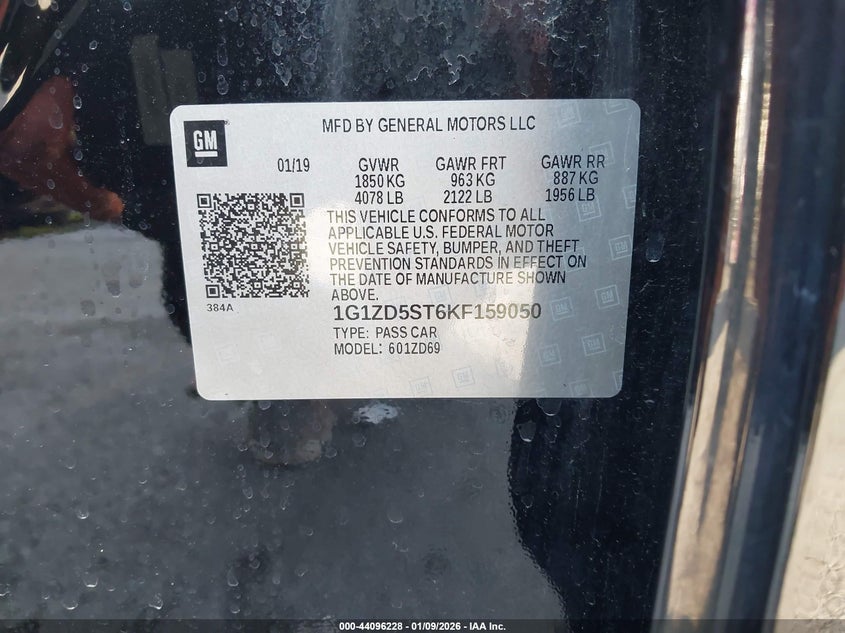 GM
MFD BY GENERAL MOTORS LLC
01/19 GVWR GAWR FRT GAWR RR
1850 KG 963 KG 887 KG
4078 LB 2122 LB 1956 LB
THIS VEHICLE CONFORMS TO ALL
APPLICABLE U.S. FEDERAL MOTOR
VEHICLE SAFETY, BUMPER, AND THEFT
PREVENTION STANDARDS IN EFFECT ON
THE DATE OF MANUFACTURE SHOWN
ABOVE.
384A
1G1ZD5ST6KF159050
TYPE: PASS CAR
MODEL: 601ZD69
000-44096228 - 01/09/2026 - IAA Inc.